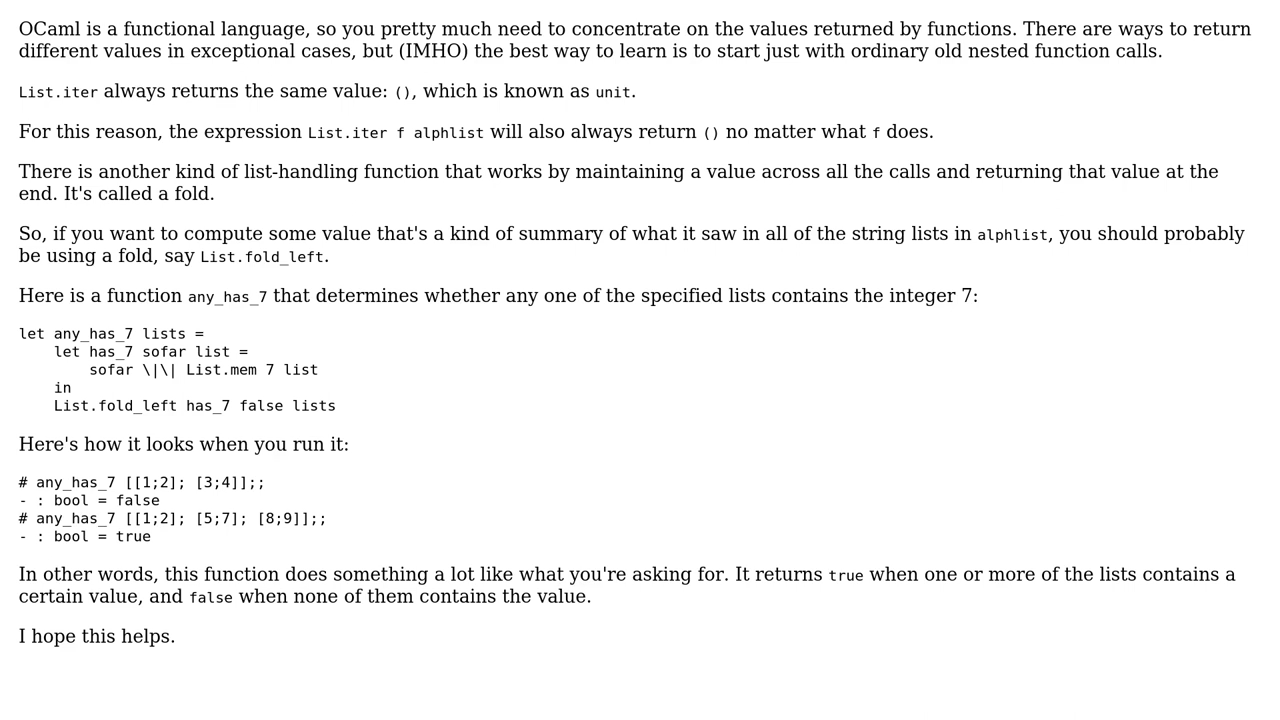 OCaml is a functional language, so you pretty much need to concentrate on the values returned by functions. There are ways to return
different values in exceptional cases, but (IMHO) the best way to learn is to start just with ordinary old nested function calls.
List.iter always returns the same value: (), which is known as unit.
For this reason, the expression List.iter f alphlist will also always return () no matter what f does.
There is another kind of list-handling function that works by maintaining a value across all the calls and returning that value at the
end. It's called a fold.
So, if you want to compute some value that's a kind of summary of what it saw in all of the string lists in alphlist, you should probably
be using a fold, say List.fold_left.
Here is a function any_has_7 that determines whether any one of the specified lists contains the integer 7:
let any_has_7 lists =
    let has_7 sofar list =
        sofar \|\| List.mem 7 list
    in
    List.fold_left has_7 false lists
Here's how it looks when you run it:
# any_has_7 [[1;2]; [3;4]];;
- : bool = false
# any_has_7 [[1;2]; [5;7]; [8;9]];;
- : bool = true
In other words, this function does something a lot like what you're asking for. It returns true when one or more of the lists contains a
certain value, and false when none of them contains the value.
I hope this helps.